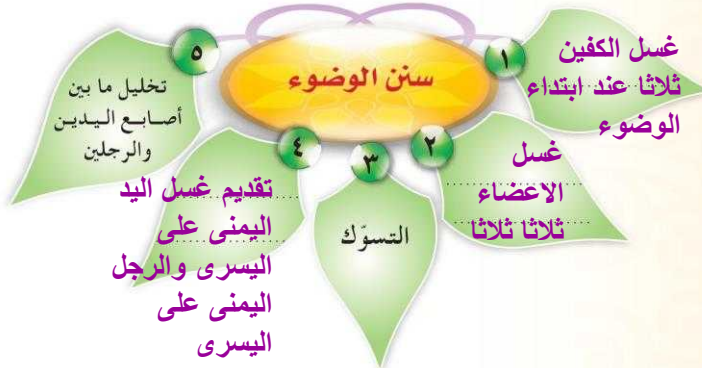 سنن الوضوء
١
غسل الكفين
ثلاثا عند ابتداء
الوضوء
٢
غسل
الاعضاء
ثلاثا ثلاثا
٣
التسوّك
٤
تقديم غسل اليد
اليمنى على
اليسرى والرجل
اليمنى على
اليسرى
٥
تخليل ما بين
أصابع اليدين
والرجلين